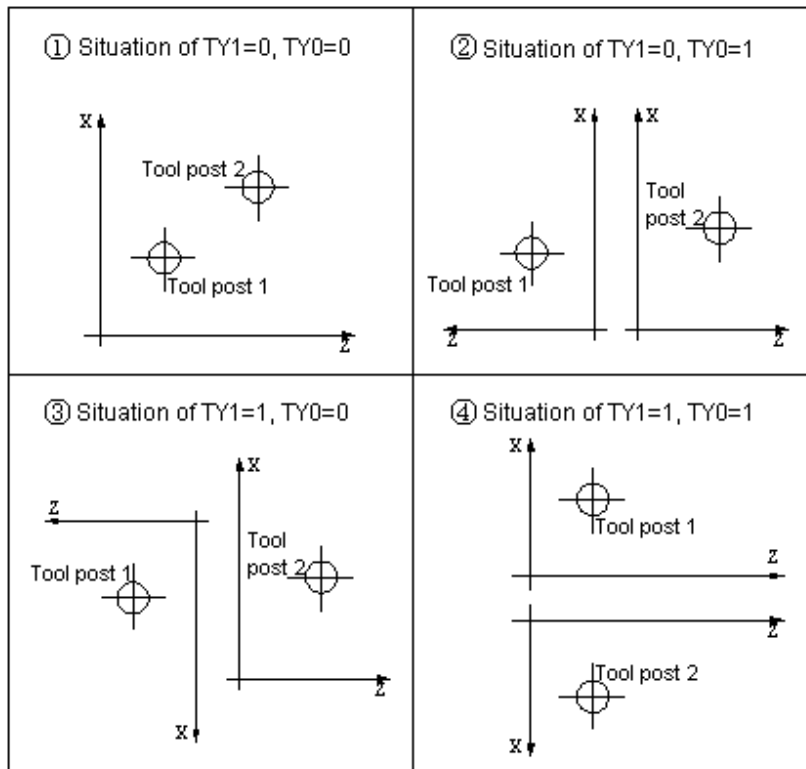 ① Situation of TY1=0, TY0=0
X
Tool post 2
Tool post 1
Z
② Situation of TY1=0, TY0=1
X
X
Tool
post 2
Tool post 1
Z
Z
③ Situation of TY1=1, TY0=0
X
Z
Tool
post 2
Tool post 1
Z
X
④ Situation of TY1=1, TY0=1
X
Tool post 1
Z
Z
Tool post 2
X